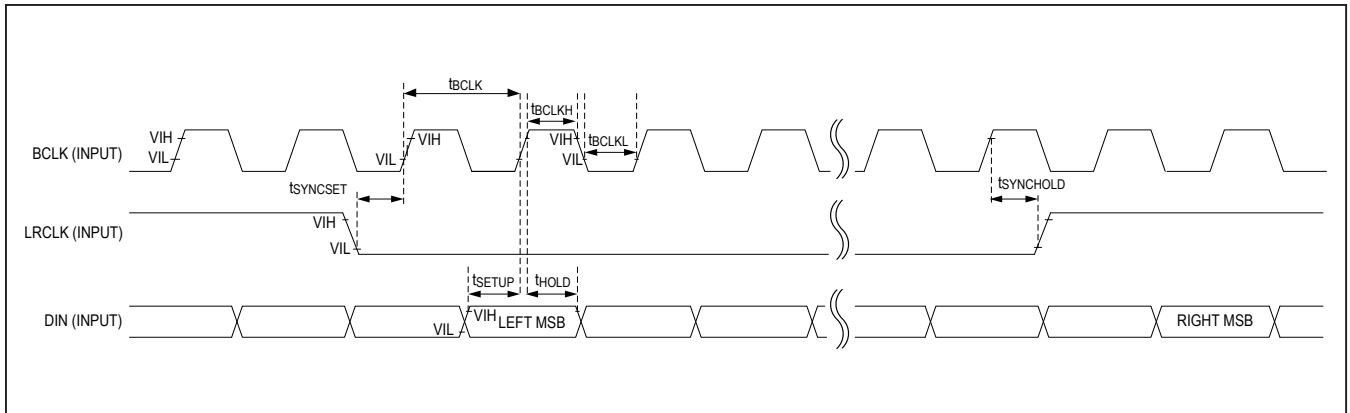 tBCLK
tBCLKH
tBCLKL
BCLK (INPUT)
VIH
VIL
VIL
VIH
VIH
VIL
tSYNCSET
tSYNCHOLD
LRCLK (INPUT)
VIH
VIL
tSETUP
tHOLD
DIN (INPUT)
VIL
VIH
LEFT MSB
RIGHT MSB